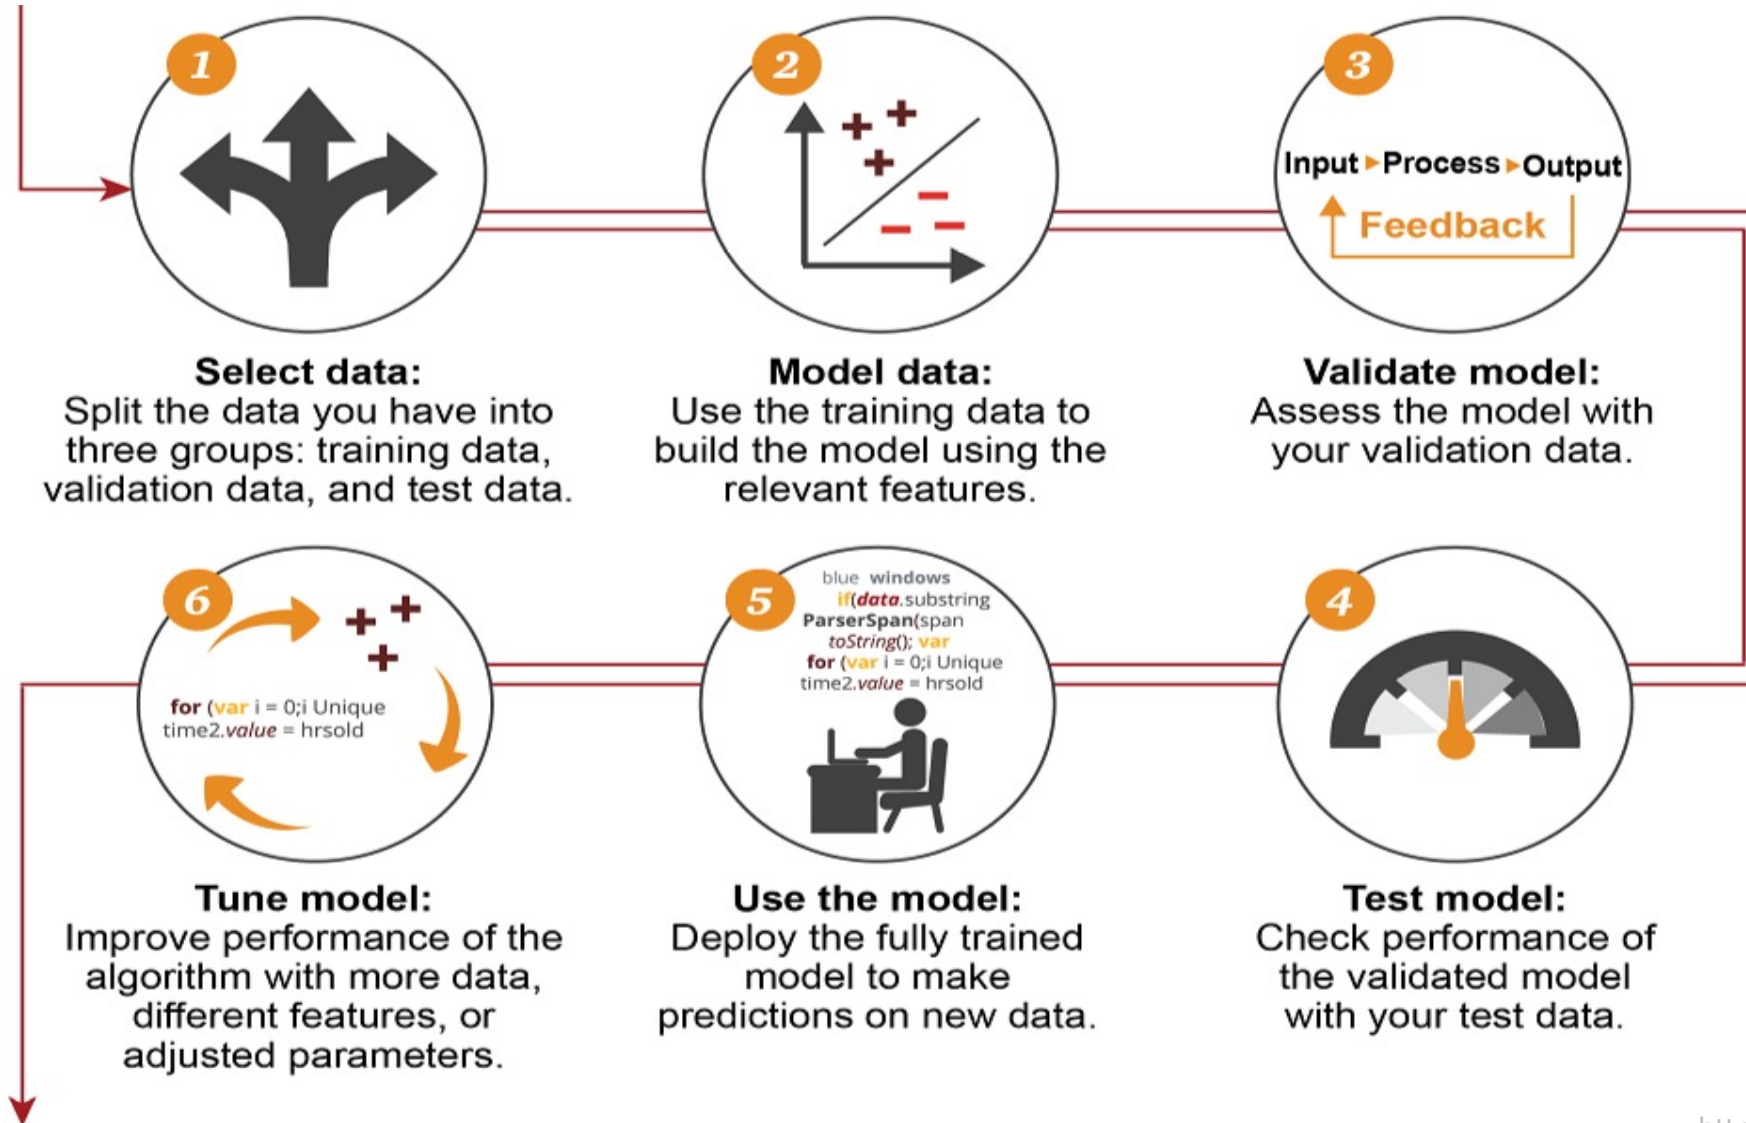 1
Select data:
Split the data you have into
three groups: training data,
validation data, and test data.
2
Model data:
Use the training data to
build the model using the
relevant features.
3
Input Process Output
Feedback
Validate model:
Assess the model with
your validation data.
6
for (var i = 0;i Unique
time2.value = hrsold
Tune model:
Improve performance of the
algorithm with more data,
different features, or
adjusted parameters.
5
blue windows
if(data.substring
ParserSpan(span
toString(); var
for (var i = 0;i Unique
time2.value = hrsold
Use the model:
Deploy the fully trained
model to make
predictions on new data.
4
Test model:
Check performance of
the validated model
with your test data.